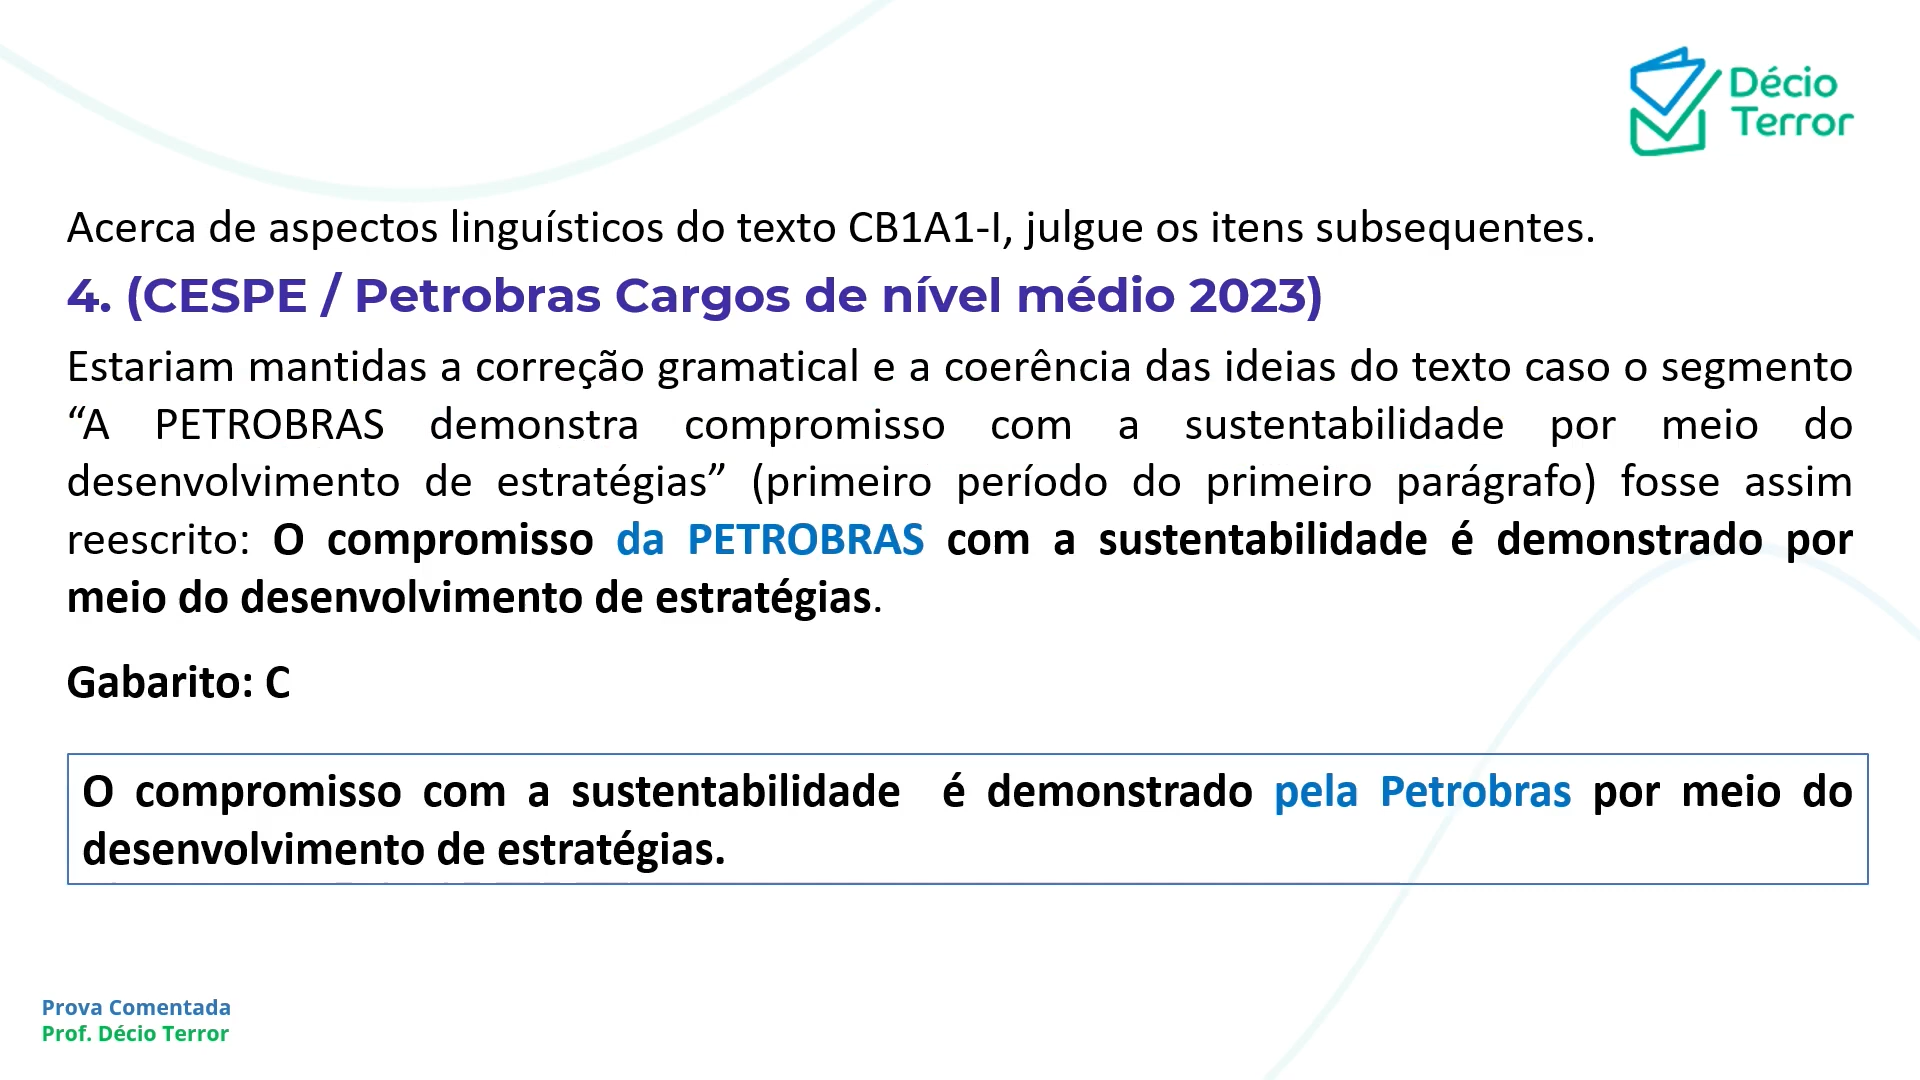 Décio
Terror
Acerca de aspectos linguísticos do texto CB1A1-I, julgue os itens subsequentes.
4. (CESPE / Petrobras Cargos de nível médio 2023)
Estariam mantidas a correção gramatical e a coerência das ideias do texto caso o segmento
“A PETROBRAS demonstra compromisso com a sustentabilidade por meio do
desenvolvimento de estratégias” (primeiro período do primeiro parágrafo) fosse assim
reescrito: O compromisso da PETROBRAS com a sustentabilidade é demonstrado por
meio do desenvolvimento de estratégias.
Gabarito: C
O compromisso com a sustentabilidade é demonstrado pela Petrobras por meio do
desenvolvimento de estratégias.
Prova Comentada
Prof. Décio Terror